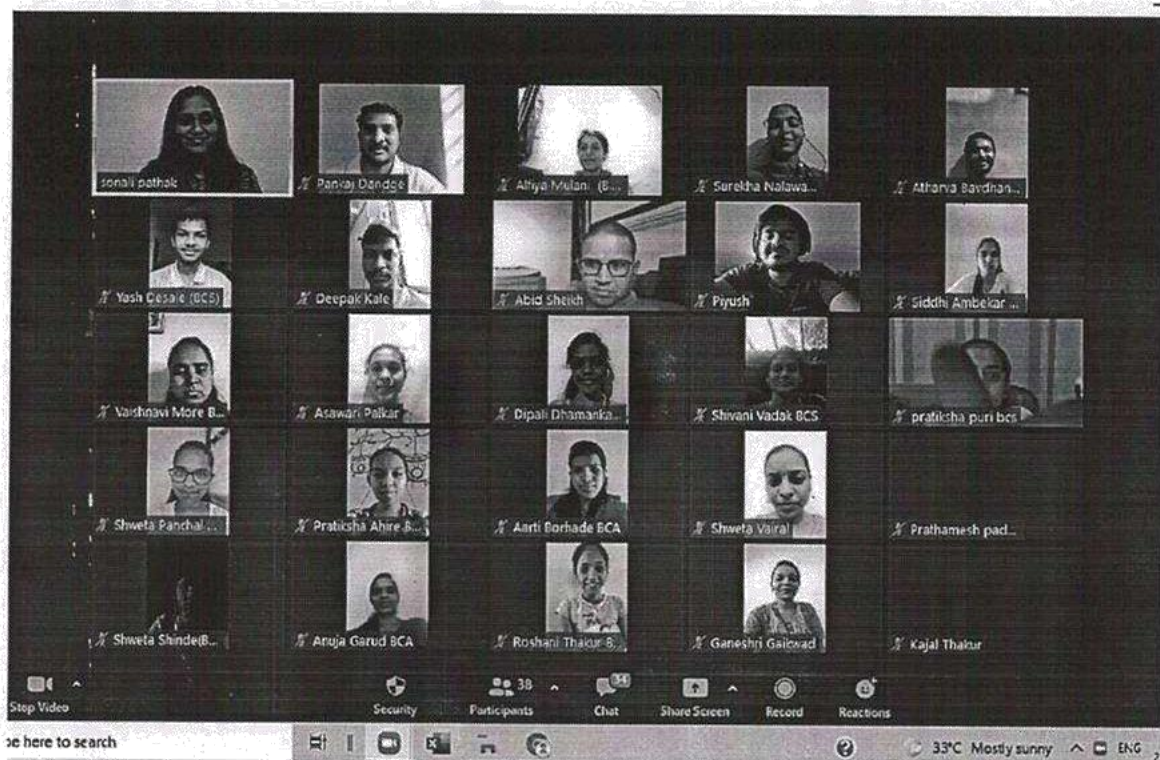 sonali pathak
Pankaj Dandge
Alfiya Mulani (B...
Surekha Nalawa...
Atharva Bavdhan...
Yash Desale (BCS)
Deepak Kale
Abid Sheikh
Piyush
Siddhi Ambekar ...
Vaishnavi More B...
Asawari Palkar
Dipali Dhamanka...
Shivani Vadak BCS
pratiksha puri bcs
Shweta Panchal ...
Pratiksha Ahire B...
Aarti Borhade BCA
Shweta Vairal
Prathamesh pad...
Shweta Shinde(B...
Anuja Garud BCA
Roshani Thakur B...
Ganeshri Gaikwad
Kajal Thakur
Stop Video
Security
38
Participants
34
Chat
Share Screen
Record
Reactions
here to search
33°C Mostly sunny
ENG